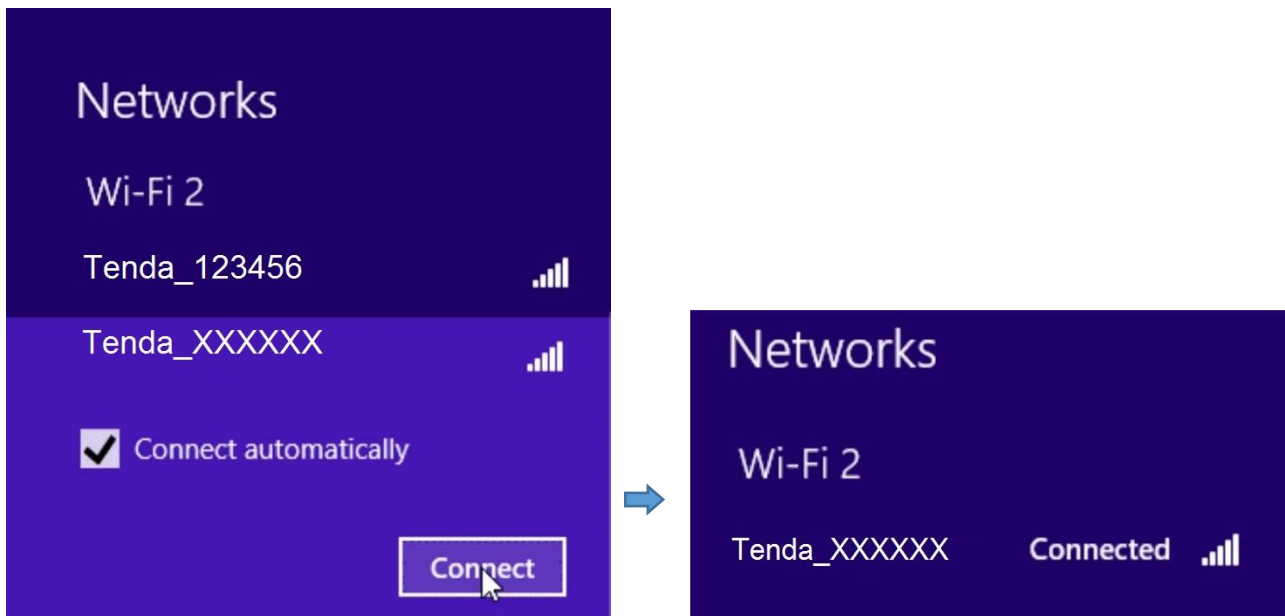 Networks
Wi-Fi 2
Tenda_123456
Tenda_XXXXXX
Connect automatically
Connect
Networks
Wi-Fi 2
Tenda_XXXXXX Connected